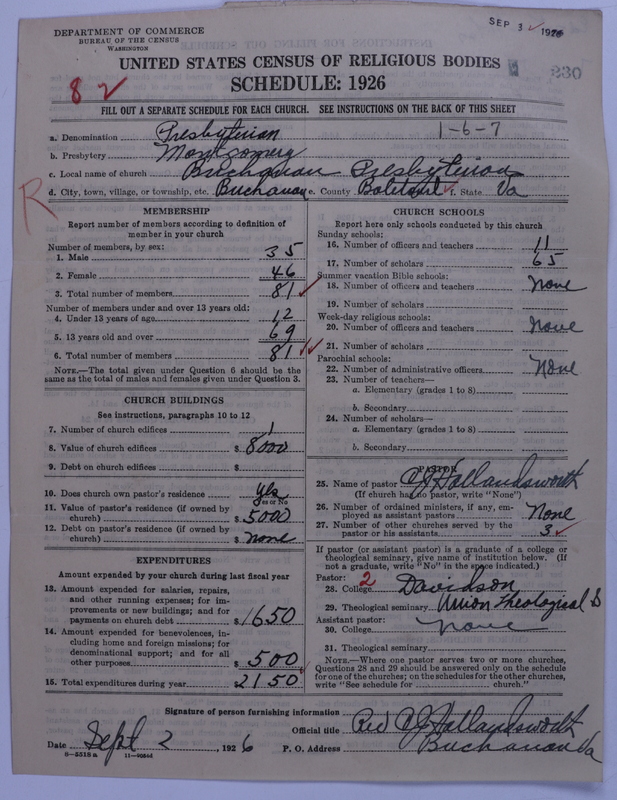 DEPARTMENT OF COMMERCE
BUREAU OF THE CENSUS
WASHINGTON
SEP 3 1926
UNITED STATES CENSUS OF RELIGIOUS BODIES
SCHEDULE: 1926
230
8 2
FILL OUT A SEPARATE SCHEDULE FOR EACH CHURCH. SEE INSTRUCTIONS ON THE BACK OF THIS SHEET
a. Denomination Presbyterian 1-6-7
b. Presbytery Montgomery
c. Local name of church Buchanan Presbyterian
d. City, town, village, or township, etc. Buchanan e. County Botetourt f. State Va
R
MEMBERSHIP
Report number of members according to definition of
member in your church
Number of members, by sex:
1. Male 35
2. Female 46
3. Total number of members 81
Number of members under and over 13 years old:
4. Under 13 years of age 12
5. 13 years old and over 69
6. Total number of members 81
NOTE.—The total given under Question 6 should be the
same as the total of males and females given under Question 3.
CHURCH BUILDINGS
See instructions, paragraphs 10 to 12
7. Number of church edifices 1
8. Value of church edifices $ 8000
9. Debt on church edifices $
10. Does church own pastor's residence yes
Yes or No
11. Value of pastor's residence (if owned by
church) $ 5000
12. Debt on pastor's residence (if owned by
church) $ none
EXPENDITURES
Amount expended by your church during last fiscal year
13. Amount expended for salaries, repairs,
and other running expenses; for im-
provements or new buildings; and for
payments on church debt $ 1650
14. Amount expended for benevolences, in-
cluding home and foreign missions; for
denominational support; and for all
other purposes $ 500
15. Total expenditures during year $ 2150
CHURCH SCHOOLS
Report here only schools conducted by this church
Sunday schools:
16. Number of officers and teachers 11
17. Number of scholars 65
Summer vacation Bible schools:
18. Number of officers and teachers None
19. Number of scholars
Week-day religious schools:
20. Number of officers and teachers None
21. Number of scholars
Parochial schools:
22. Number of administrative officers None
23. Number of teachers—
a. Elementary (grades 1 to 8)
b. Secondary
24. Number of scholars—
a. Elementary (grades 1 to 8)
b. Secondary
PASTOR
25. Name of pastor C J Hollandsworth
(If church has no pastor, write "None")
26. Number of ordained ministers, if any, em-
ployed as assistant pastors None
27. Number of other churches served by the
pastor or his assistants 3
If pastor (or assistant pastor) is a graduate of a college or
theological seminary, give name of institution below. (If
not a graduate, write "No" in the space indicated.)
Pastor: 2
28. College Davidson
29. Theological seminary Union Theological S
Assistant pastor:
30. College none
31. Theological seminary
NOTE.—Where one pastor serves two or more churches,
Questions 28 and 29 should be answered only on the schedule
for one of the churches; on the schedules for the other churches,
write "See schedule for church."
Signature of person furnishing information
Official title Rev C J Hollandsworth
Date Sept 2, 1926 P. O. Address Buchanan Va
8-5518 a